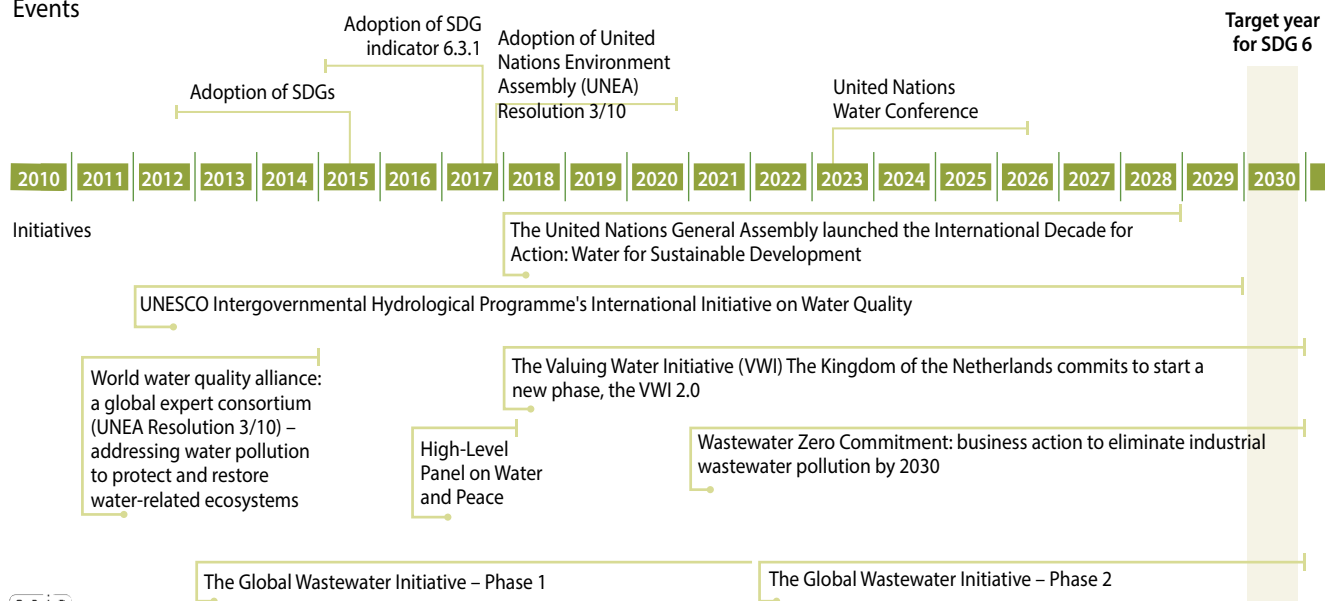 Events
Adoption of SDG
indicator 6.3.1
Adoption of United
Nations Environment
Assembly (UNEA)
Resolution 3/10
Target year
for SDG 6
Adoption of SDGs
United Nations
Water Conference
2010 2011 2012 2013 2014 2015 2016 2017 2018 2019 2020 2021 2022 2023 2024 2025 2026 2027 2028 2029 2030
Initiatives
The United Nations General Assembly launched the International Decade for
Action: Water for Sustainable Development
UNESCO Intergovernmental Hydrological Programme's International Initiative on Water Quality
World water quality alliance:
a global expert consortium
(UNEA Resolution 3/10) –
addressing water pollution
to protect and restore
water-related ecosystems
The Valuing Water Initiative (VWI) The Kingdom of the Netherlands commits to start a
new phase, the VWI 2.0
High-Level
Panel on Water
and Peace
Wastewater Zero Commitment: business action to eliminate industrial
wastewater pollution by 2030
The Global Wastewater Initiative – Phase 1
The Global Wastewater Initiative – Phase 2